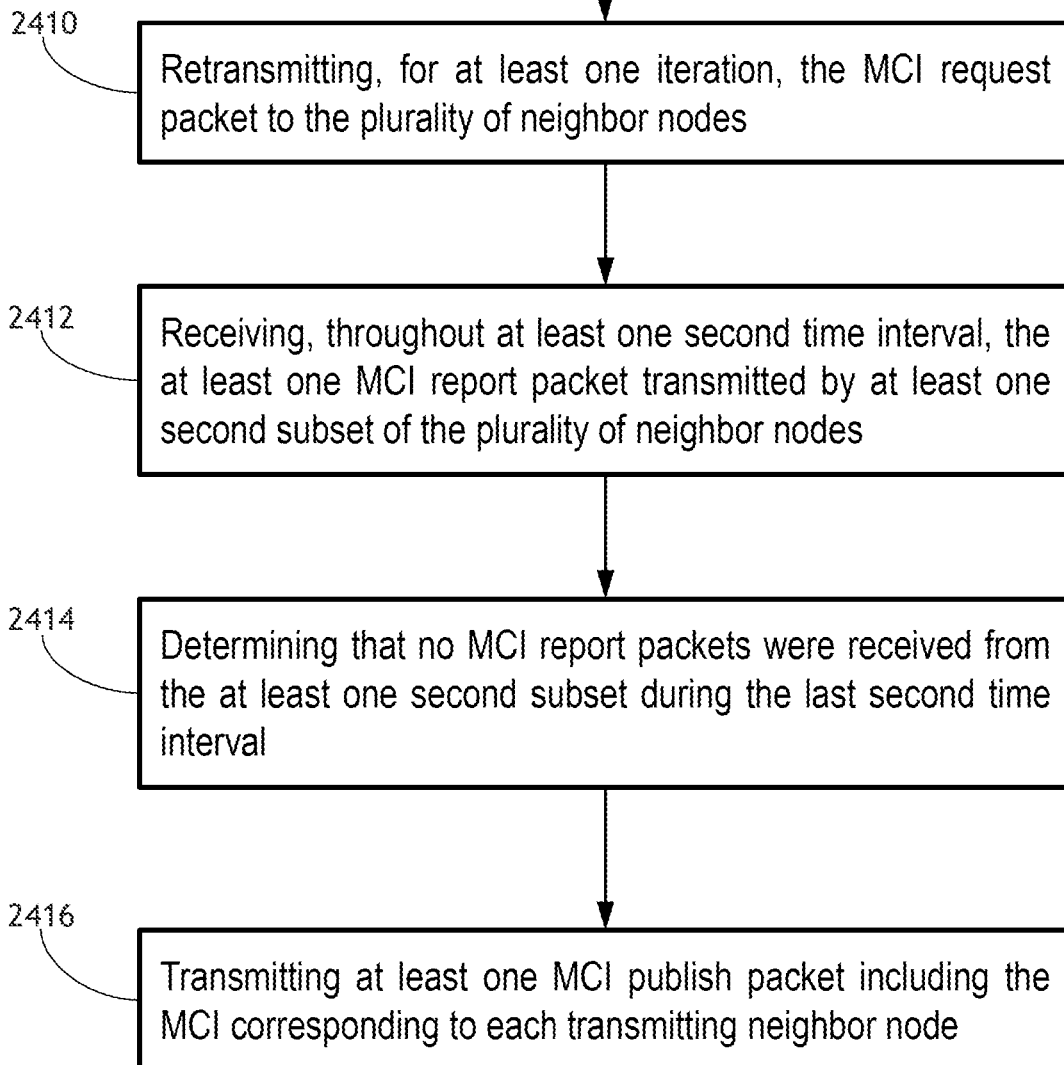 2410
Retransmitting, for at least one iteration, the MCI request
packet to the plurality of neighbor nodes
2412
Receiving, throughout at least one second time interval, the
at least one MCI report packet transmitted by at least one
second subset of the plurality of neighbor nodes
2414
Determining that no MCI report packets were received from
the at least one second subset during the last second time
interval
2416
Transmitting at least one MCI publish packet including the
MCI corresponding to each transmitting neighbor node